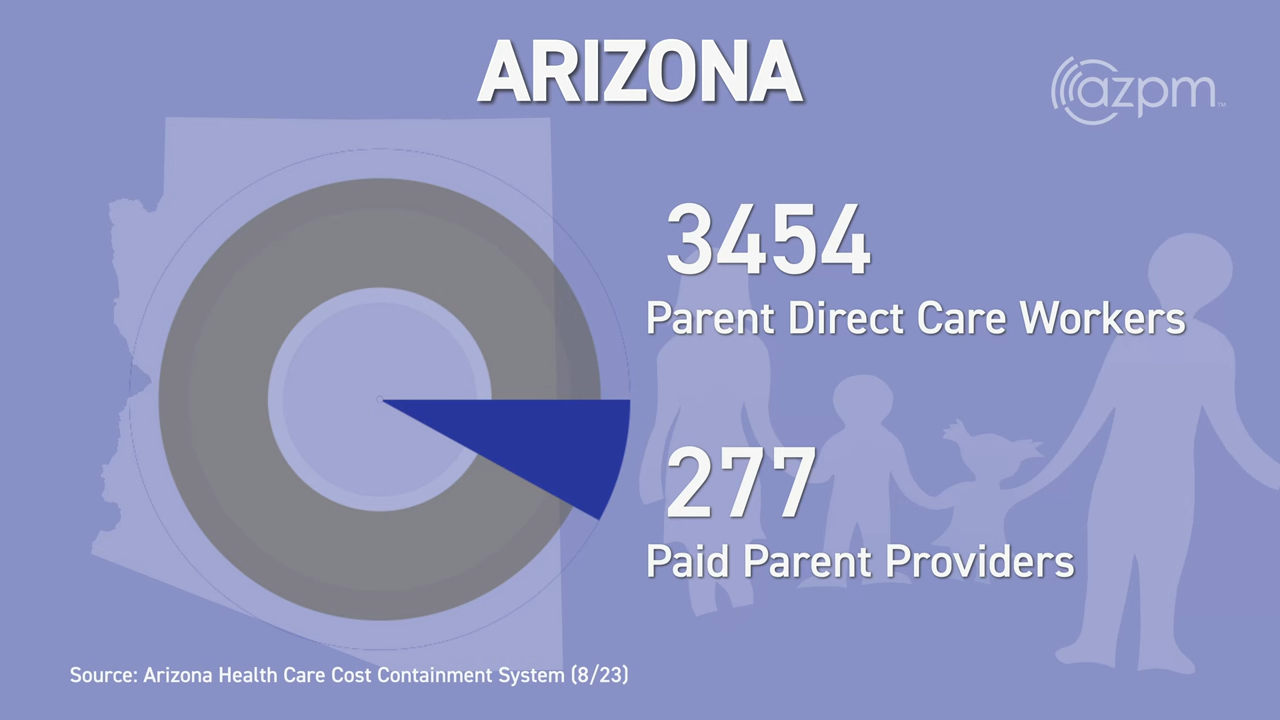 ARIZONA
azpm
3454
Parent Direct Care Workers
277
Paid Parent Providers
Source: Arizona Health Care Cost Containment System (8/23)